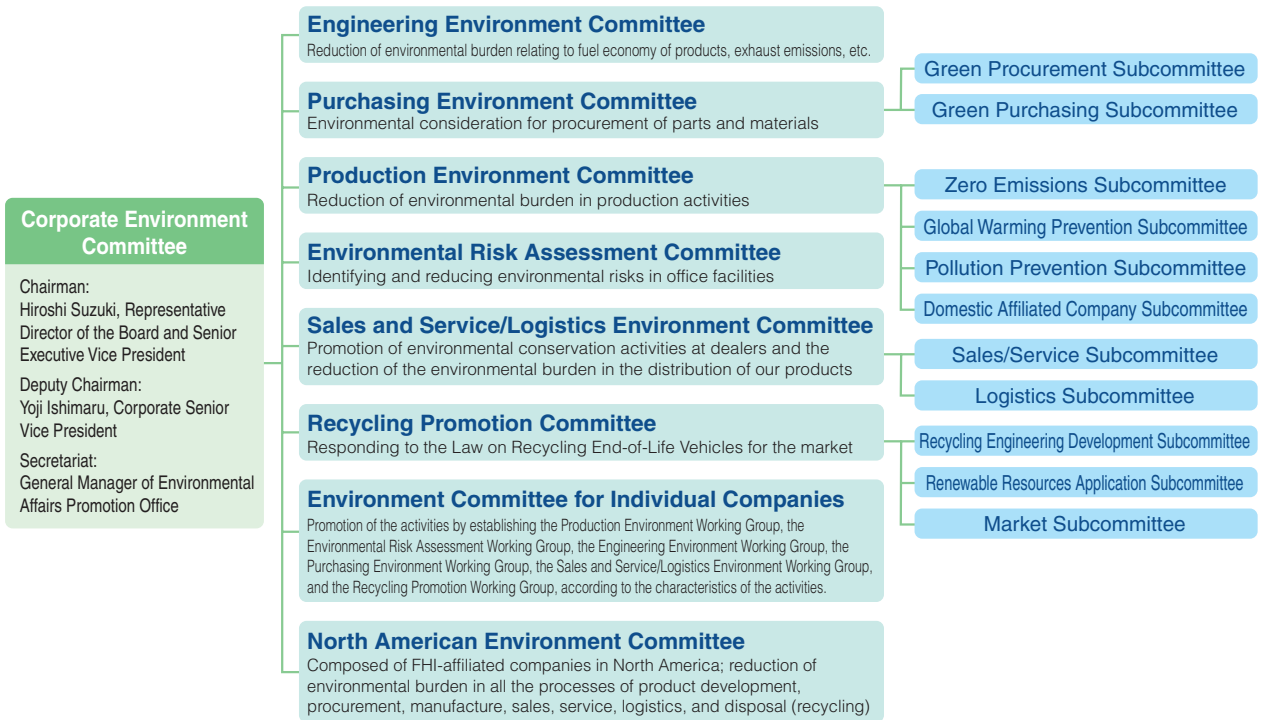 Corporate Environment
Committee
Chairman:
Hiroshi Suzuki, Representative
Director of the Board and Senior
Executive Vice President
Deputy Chairman:
Yoji Ishimaru, Corporate Senior
Vice President
Secretariat:
General Manager of Environmental
Affairs Promotion Office
Engineering Environment Committee
Reduction of environmental burden relating to fuel economy of products, exhaust emissions, etc.
Purchasing Environment Committee
Environmental consideration for procurement of parts and materials
Green Procurement Subcommittee
Green Purchasing Subcommittee
Production Environment Committee
Reduction of environmental burden in production activities
Zero Emissions Subcommittee
Global Warming Prevention Subcommittee
Pollution Prevention Subcommittee
Domestic Affiliated Company Subcommittee
Environmental Risk Assessment Committee
Identifying and reducing environmental risks in office facilities
Sales and Service/Logistics Environment Committee
Promotion of environmental conservation activities at dealers and the
reduction of the environmental burden in the distribution of our products
Sales/Service Subcommittee
Logistics Subcommittee
Recycling Promotion Committee
Responding to the Law on Recycling End-of-Life Vehicles for the market
Recycling Engineering Development Subcommittee
Renewable Resources Application Subcommittee
Market Subcommittee
Environment Committee for Individual Companies
Promotion of the activities by establishing the Production Environment Working Group, the
Environmental Risk Assessment Working Group, the Engineering Environment Working Group, the
Purchasing Environment Working Group, the Sales and Service/Logistics Environment Working Group,
and the Recycling Promotion Working Group, according to the characteristics of the activities.
North American Environment Committee
Composed of FHI-affiliated companies in North America; reduction of
environmental burden in all the processes of product development,
procurement, manufacture, sales, service, logistics, and disposal (recycling)